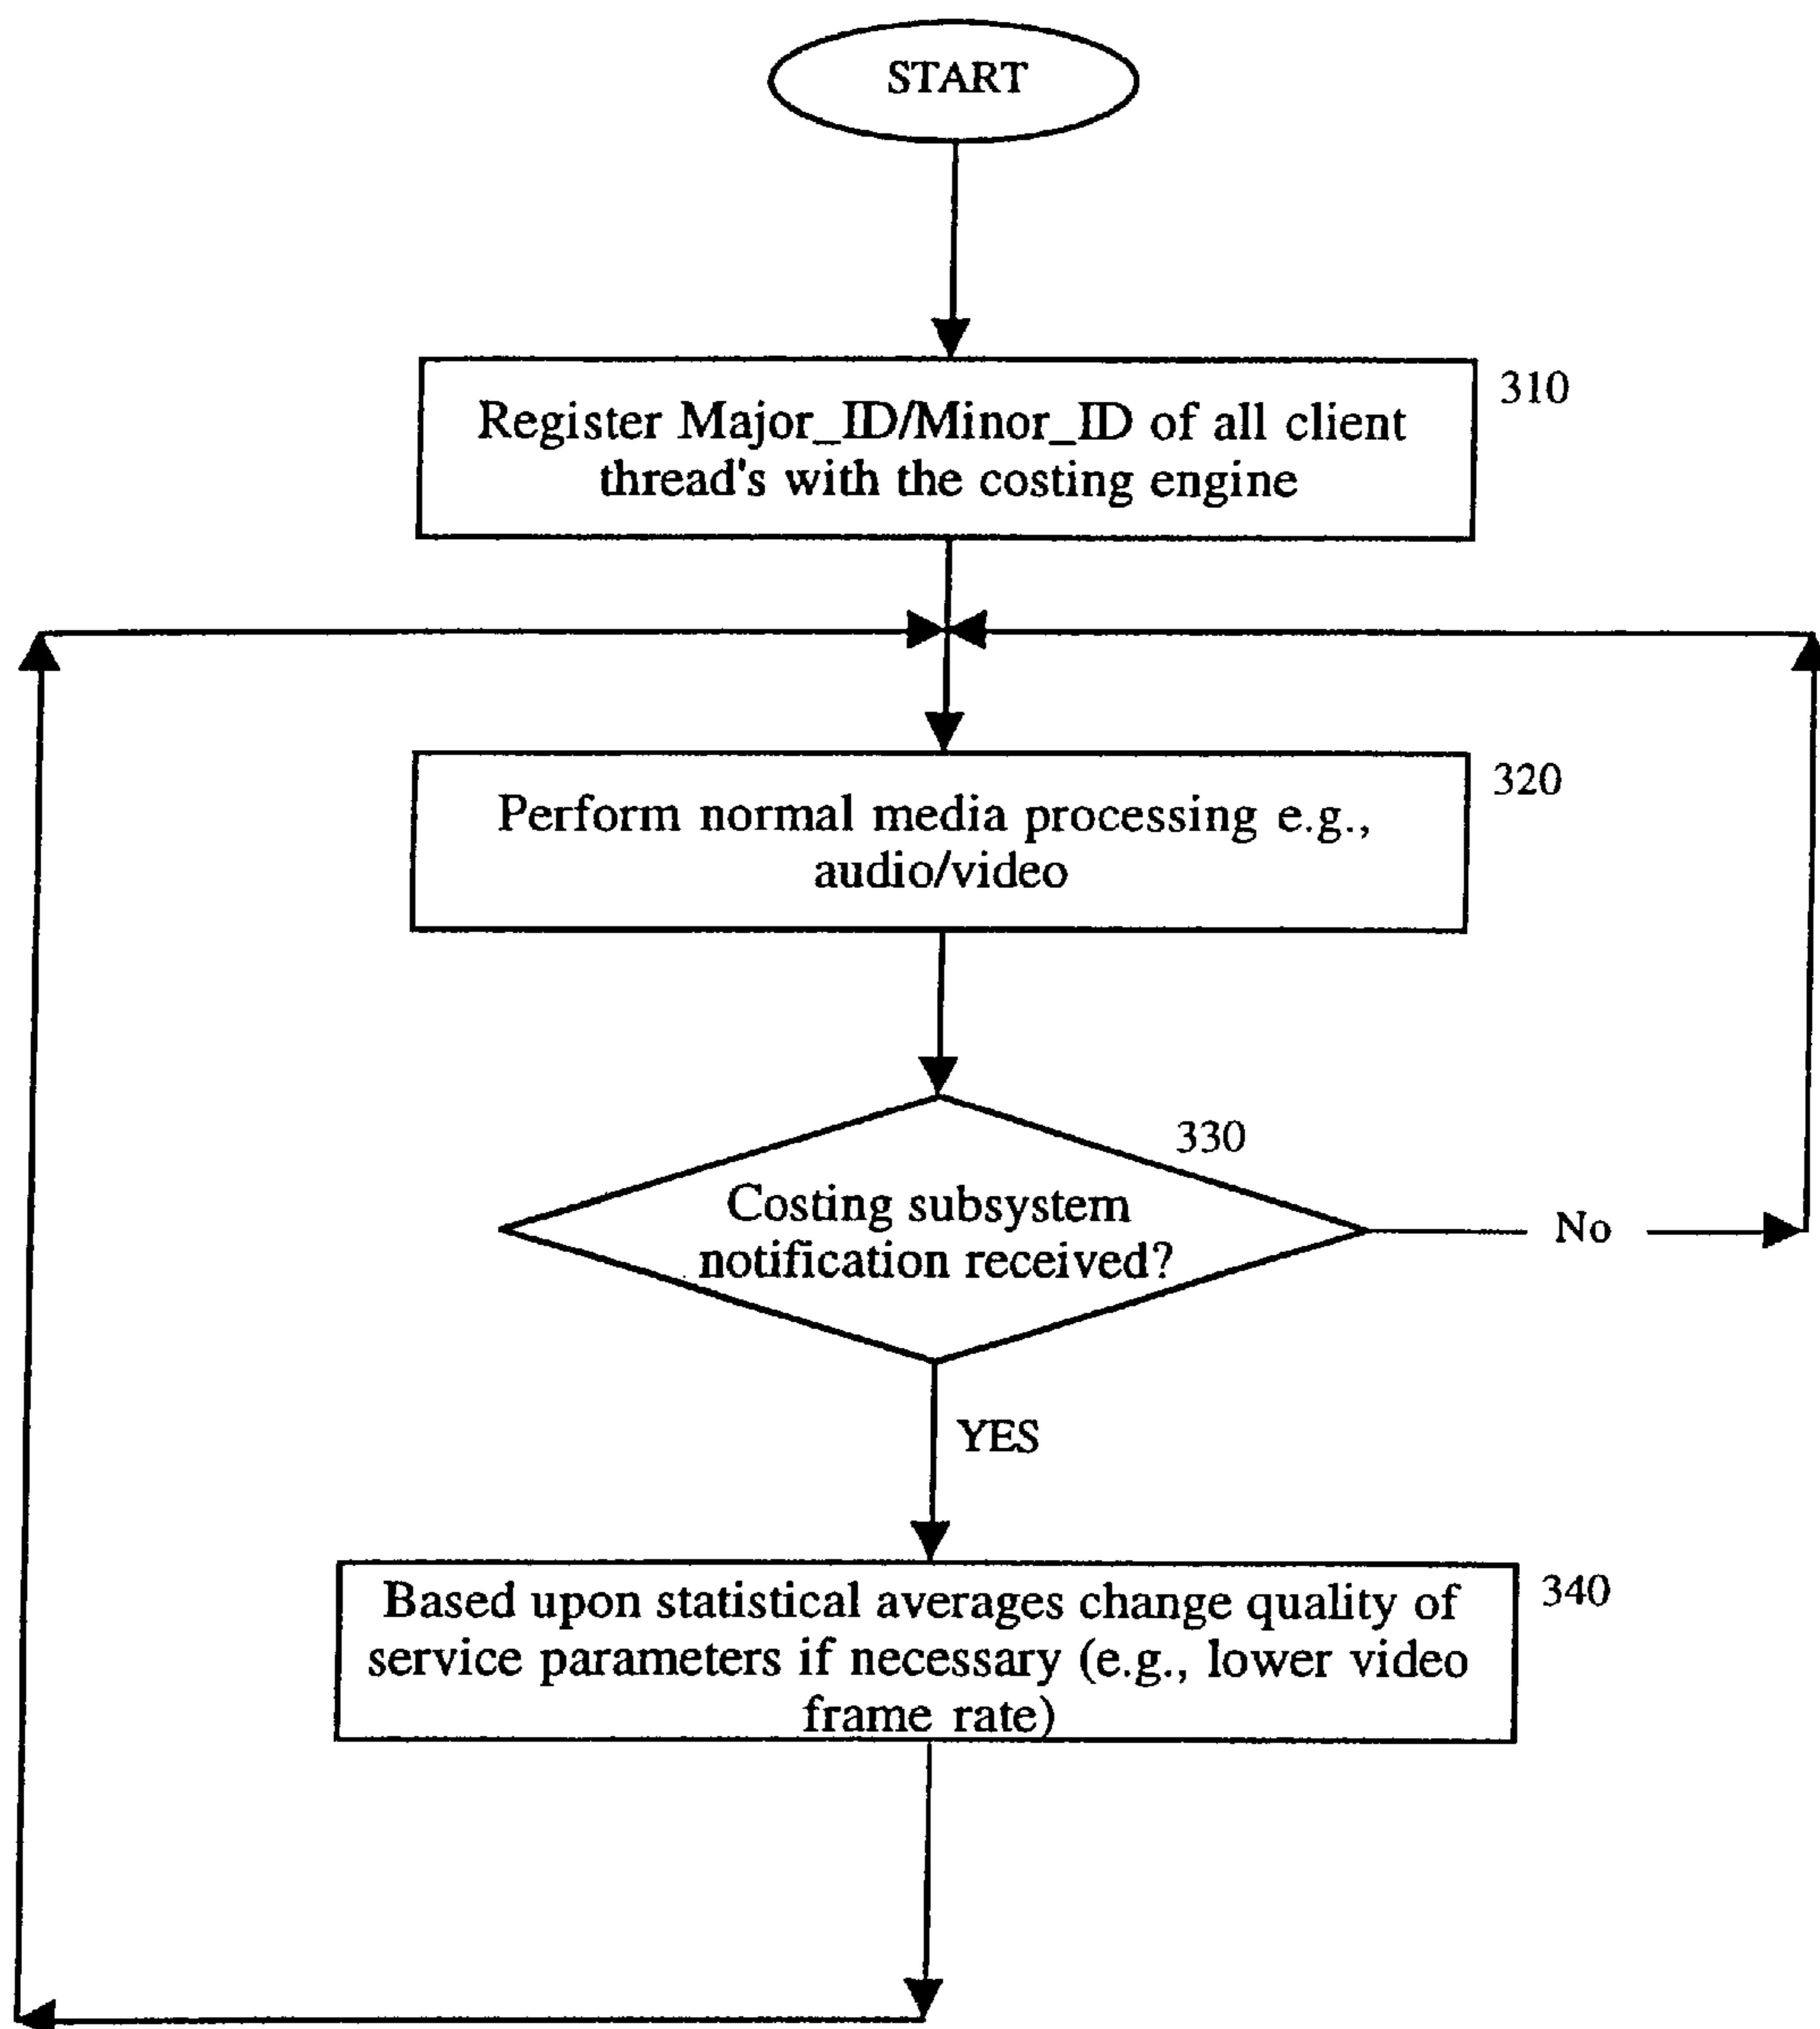 START
310
Register Major_ID/Minor_ID of all client
thread's with the costing engine
320
Perform normal media processing e.g.,
audio/video
330
Costing subsystem
notification received?
No
YES
340
Based upon statistical averages change quality of
service parameters if necessary (e.g., lower video
frame rate)